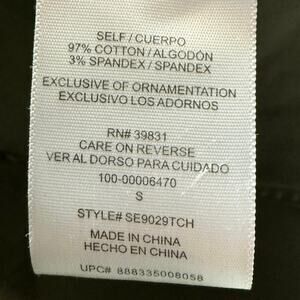 SELF / CUERPO
97% COTTON / ALGODÓN
3% SPANDEX / SPANDEX
EXCLUSIVE OF ORNAMENTATION
EXCLUSIVO LOS ADORNOS
RN# 39831
CARE ON REVERSE
VER AL DORSO PARA CUIDADO
100-00006470
S
STYLE# SE9029TCH
MADE IN CHINA
HECHO EN CHINA
UPC# 888335008058